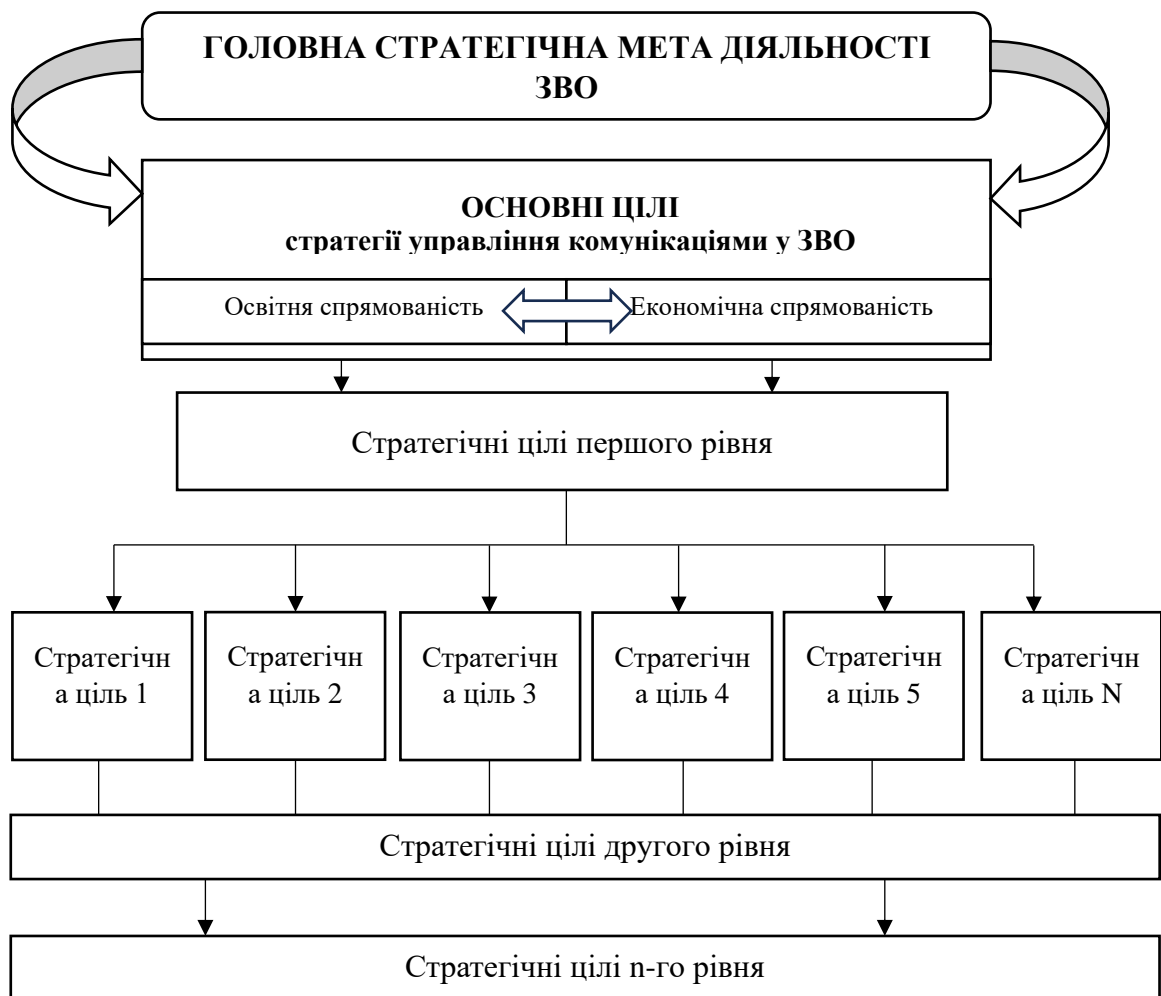 ГОЛОВНА СТРАТЕГІЧНА МЕТА ДІЯЛЬНОСТІ
ЗВО
ОСНОВНІ ЦІЛІ
стратегії управління комунікаціями у ЗВО
Освітня спрямованість
Економічна спрямованість
Стратегічні цілі першого рівня
Стратегічн
а ціль 1
Стратегічн
а ціль 2
Стратегічн
а ціль 3
Стратегічн
а ціль 4
Стратегічн
а ціль 5
Стратегічн
а ціль N
Стратегічні цілі другого рівня
Стратегічні цілі n-го рівня